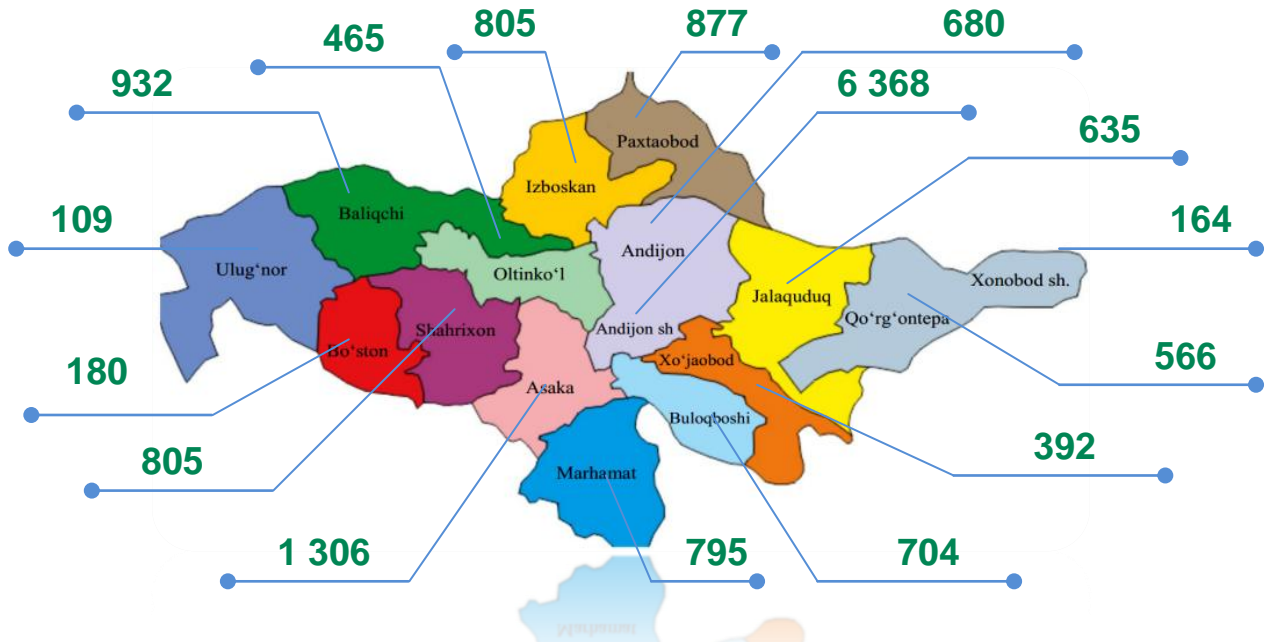 805
877
680
465
932
6 368
635
Paxtaobod
Izboskan
Baliqchi
109
164
Andijon
Ulug‘nor
Oltinko‘l
Xonobod sh.
Jalaquduq
Qo‘rg‘ontepa
Andijon sh
Shahrixon
Bo‘ston
Xo‘jaobod
180
566
Asaka
Buloqboshi
805
392
Marhamat
1 306
795
704
Marhamat